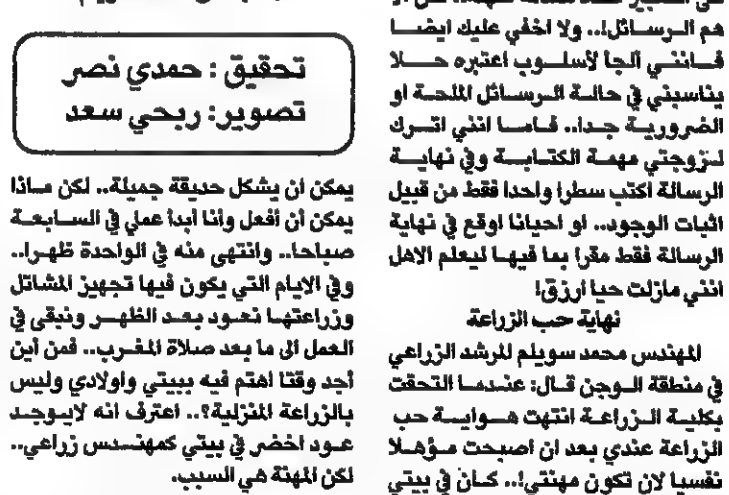 هم الرسائل!.. ولا اخفي عليك ايضا
فانني ألجأ لأسلوب اعتبره حلا
يناسبني في حالة الرسائل الملحة او
الضرورية جدا.. فاما انني اترك
لزوجتي مهمة الكتابة وفي نهاية
الرسالة اكتب سطرا واحدا فقط من قبيل
اثبات الوجود.. او احيانا اوقع في نهاية
الرسالة فقط مقرا بما فيها ليعلم الاهل
انني مازلت حيا ارزق!
نهاية حب الزراعة
المهندس محمد سويلم المرشد الزراعي
في منطقة الوجن قال: عندما التحقت
بكلية الزراعة انتهت هواية حب
الزراعة عندي بعد ان اصبحت مؤهلا
نفسيا لان تكون مهنتي!.. كان في بيتي
تحقيق : حمدي نصر
تصوير: ربحي سعد
يمكن ان يشكل حديقة جميلة.. لكن ماذا
يمكن أن أفعل وأنا أبدأ عملي في السابعة
صباحا.. وانتهى منه في الواحدة ظهرا..
وفي الايام التي يكون فيها تجهيز المشاتل
وزراعتها نعود بعد الظهر ونبقى في
العمل الى ما بعد صلاة المغرب.. فمن أين
أجد وقتا اهتم فيه ببيتي واولادي وليس
بالزراعة المنزلية؟.. اعترف انه لايوجد
عود اخضر في بيتي كمهندس زراعي..
لكن المهنة هي السبب.